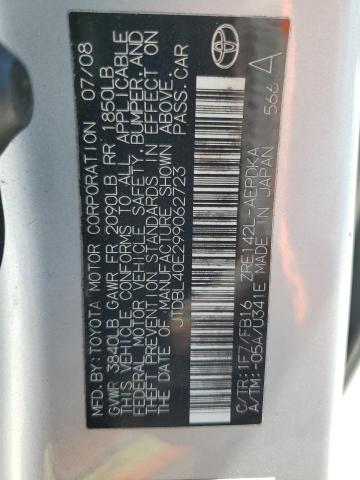 MFD. BY: TOYOTA MOTOR CORPORATION 07/08
GVWR 3840LB GAWR FR 2090LB RR 1850LB
THIS VEHICLE CONFORMS TO ALL APPLICABLE
FEDERAL MOTOR VEHICLE SAFETY, BUMPER, AND
THEFT PREVENTION STANDARDS IN EFFECT ON
THE DATE OF MANUFACTURE SHOWN ABOVE.
JTDBL40E299062723 PASS. CAR
C/TR: 1F7/FB16 ZRE142L-AEPDKA
A/TM: -05A/U341E MADE IN JAPAN 566 A